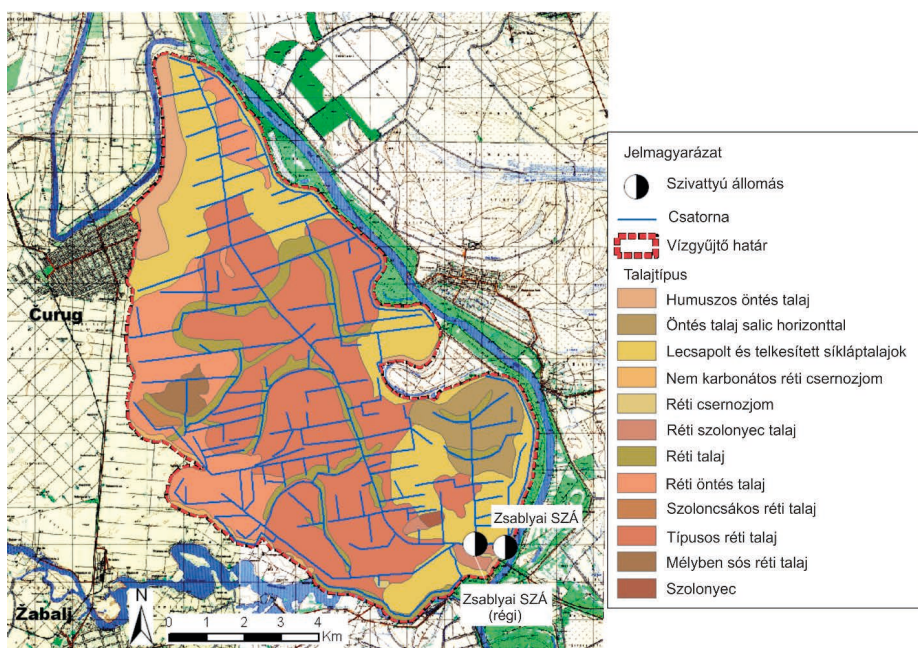 Čurug
Žabalj
N
0 1 2 3 4
Km
Zsablyai SZÁ
Zsablyai SZÁ
(régi)
Jelmagyarázat
Szivattyú állomás
Csatorna
Vízgyűjtő határ
Talajtípus
Humuszos öntés talaj
Öntés talaj salic horizonttal
Lecsapolt és telkesített síkláptalajok
Nem karbonátos réti csernozjom
Réti csernozjom
Réti szolonyec talaj
Réti talaj
Réti öntés talaj
Szoloncsákos réti talaj
Típusos réti talaj
Mélyben sós réti talaj
Szolonyec